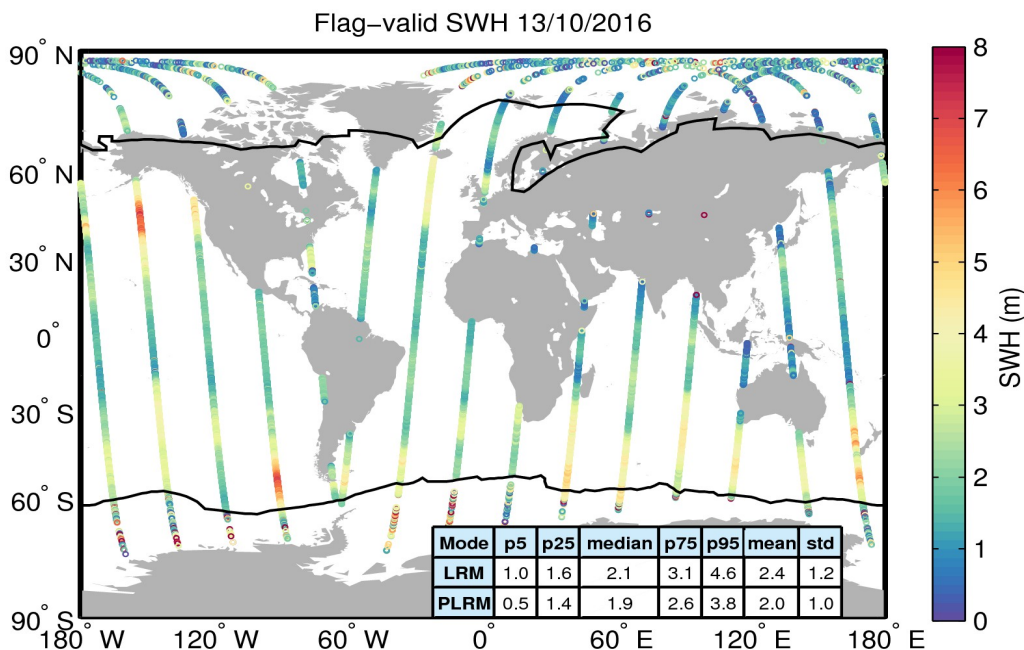 Flag−valid SWH 13/10/2016
90° N
60° N
30° N
0°
30° S
60° S
90° S
180° W
120° W
60° W
0°
60° E
120° E
180° E
Mode p5 p25 median p75 p95 mean std
LRM 1.0 1.6 2.1 3.1 4.6 2.4 1.2
PLRM 0.5 1.4 1.9 2.6 3.8 2.0 1.0
8
7
6
5
4
3
2
1
0
SWH (m)